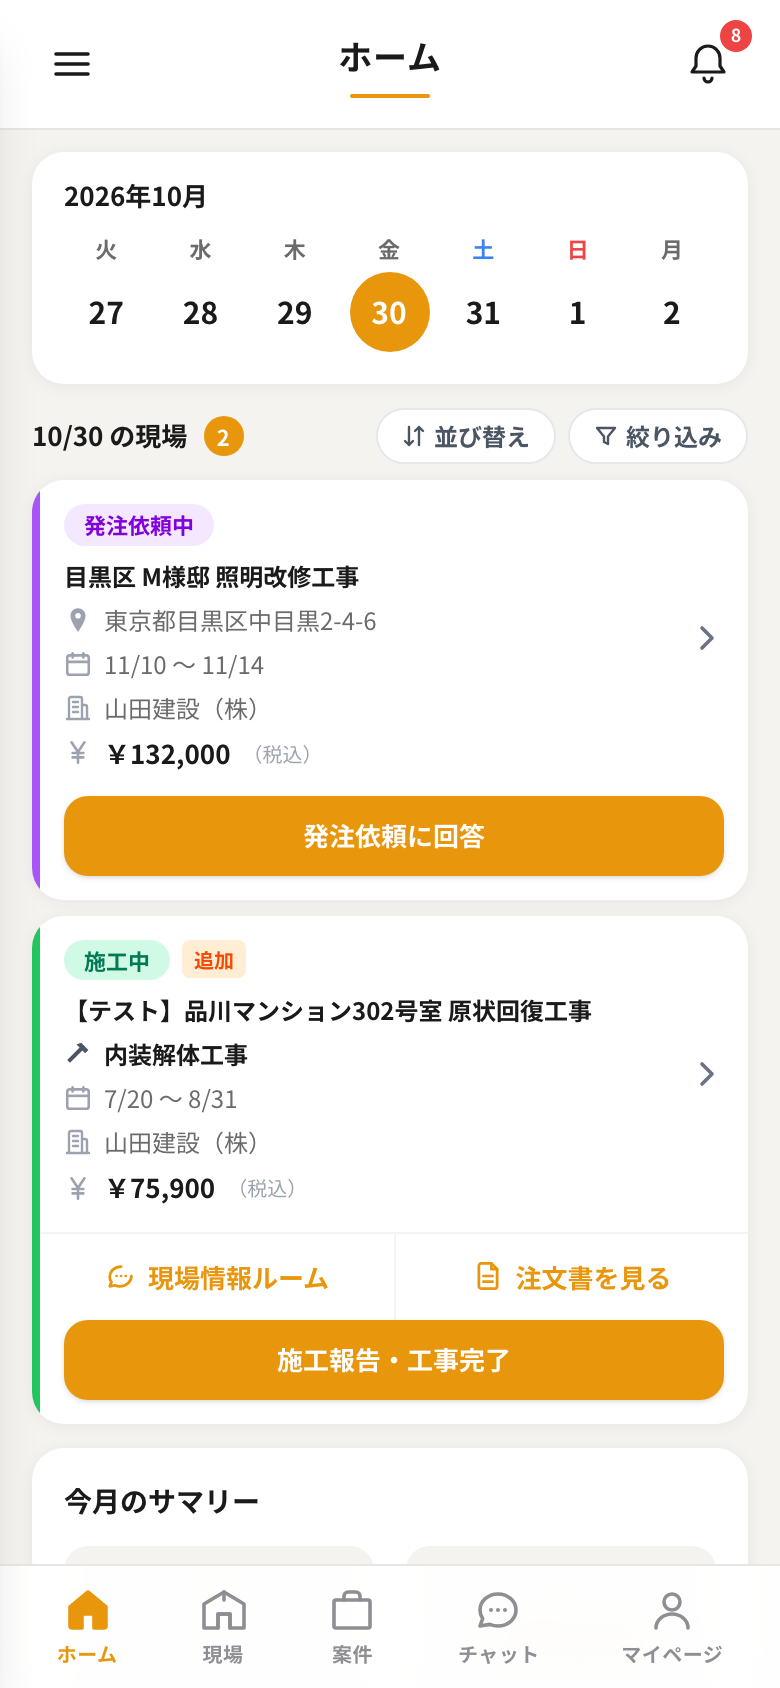 ホーム
8
2026年10月
火 水 木 金 土 日 月
27 28 29 30 31 1 2
10/30 の現場 2 並び替え 絞り込み
発注依頼中
目黒区 M様邸 照明改修工事
東京都目黒区中目黒2-4-6
11/10 〜 11/14
山田建設（株）
¥ ￥132,000 （税込）
発注依頼に回答
施工中 追加
【テスト】品川マンション302号室 原状回復工事
内装解体工事
7/20 〜 8/31
山田建設（株）
¥ ￥75,900 （税込）
現場情報ルーム 注文書を見る
施工報告・工事完了
今月のサマリー
ホーム 現場 案件 チャット マイページ